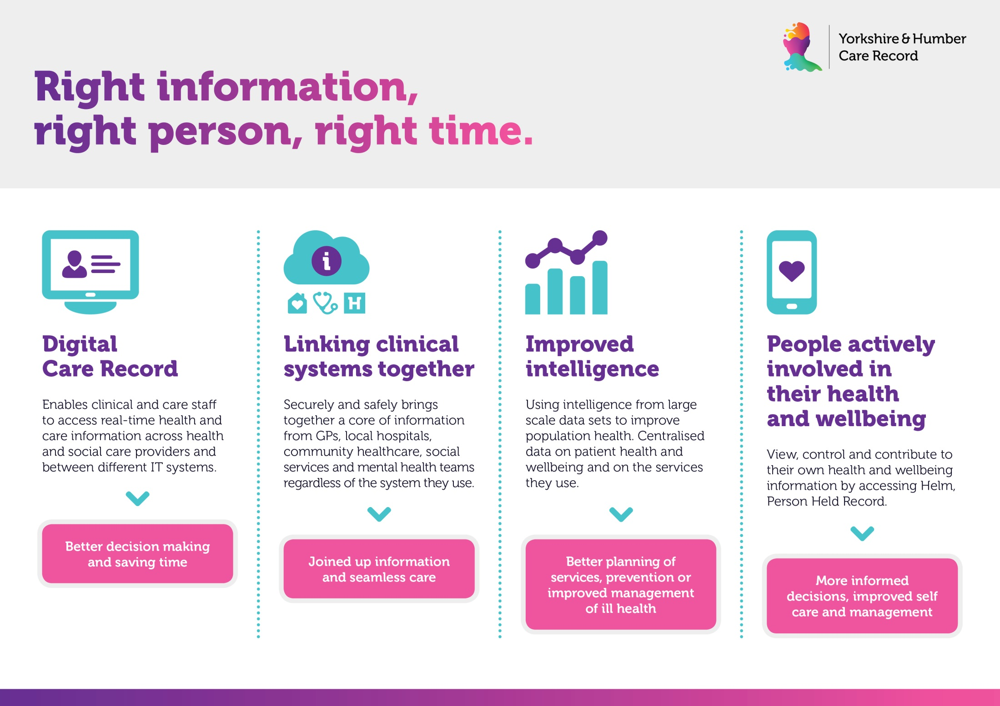 Yorkshire & Humber
Care Record
Right information,
right person, right time.
i
H
Digital
Care Record
Enables clinical and care staff
to access real-time health and
care information across health
and social care providers and
between different IT systems.
Better decision making
and saving time
Linking clinical
systems together
Securely and safely brings
together a core of information
from GPs, local hospitals,
community healthcare, social
services and mental health teams
regardless of the system they use.
Joined up information
and seamless care
Improved
intelligence
Using intelligence from large
scale data sets to improve
population health. Centralised
data on patient health and
wellbeing and on the services
they use.
Better planning of
services, prevention or
improved management
of ill health
People actively
involved in
their health
and wellbeing
View, control and contribute to
their own health and wellbeing
information by accessing Helm,
Person Held Record.
More informed
decisions, improved self
care and management